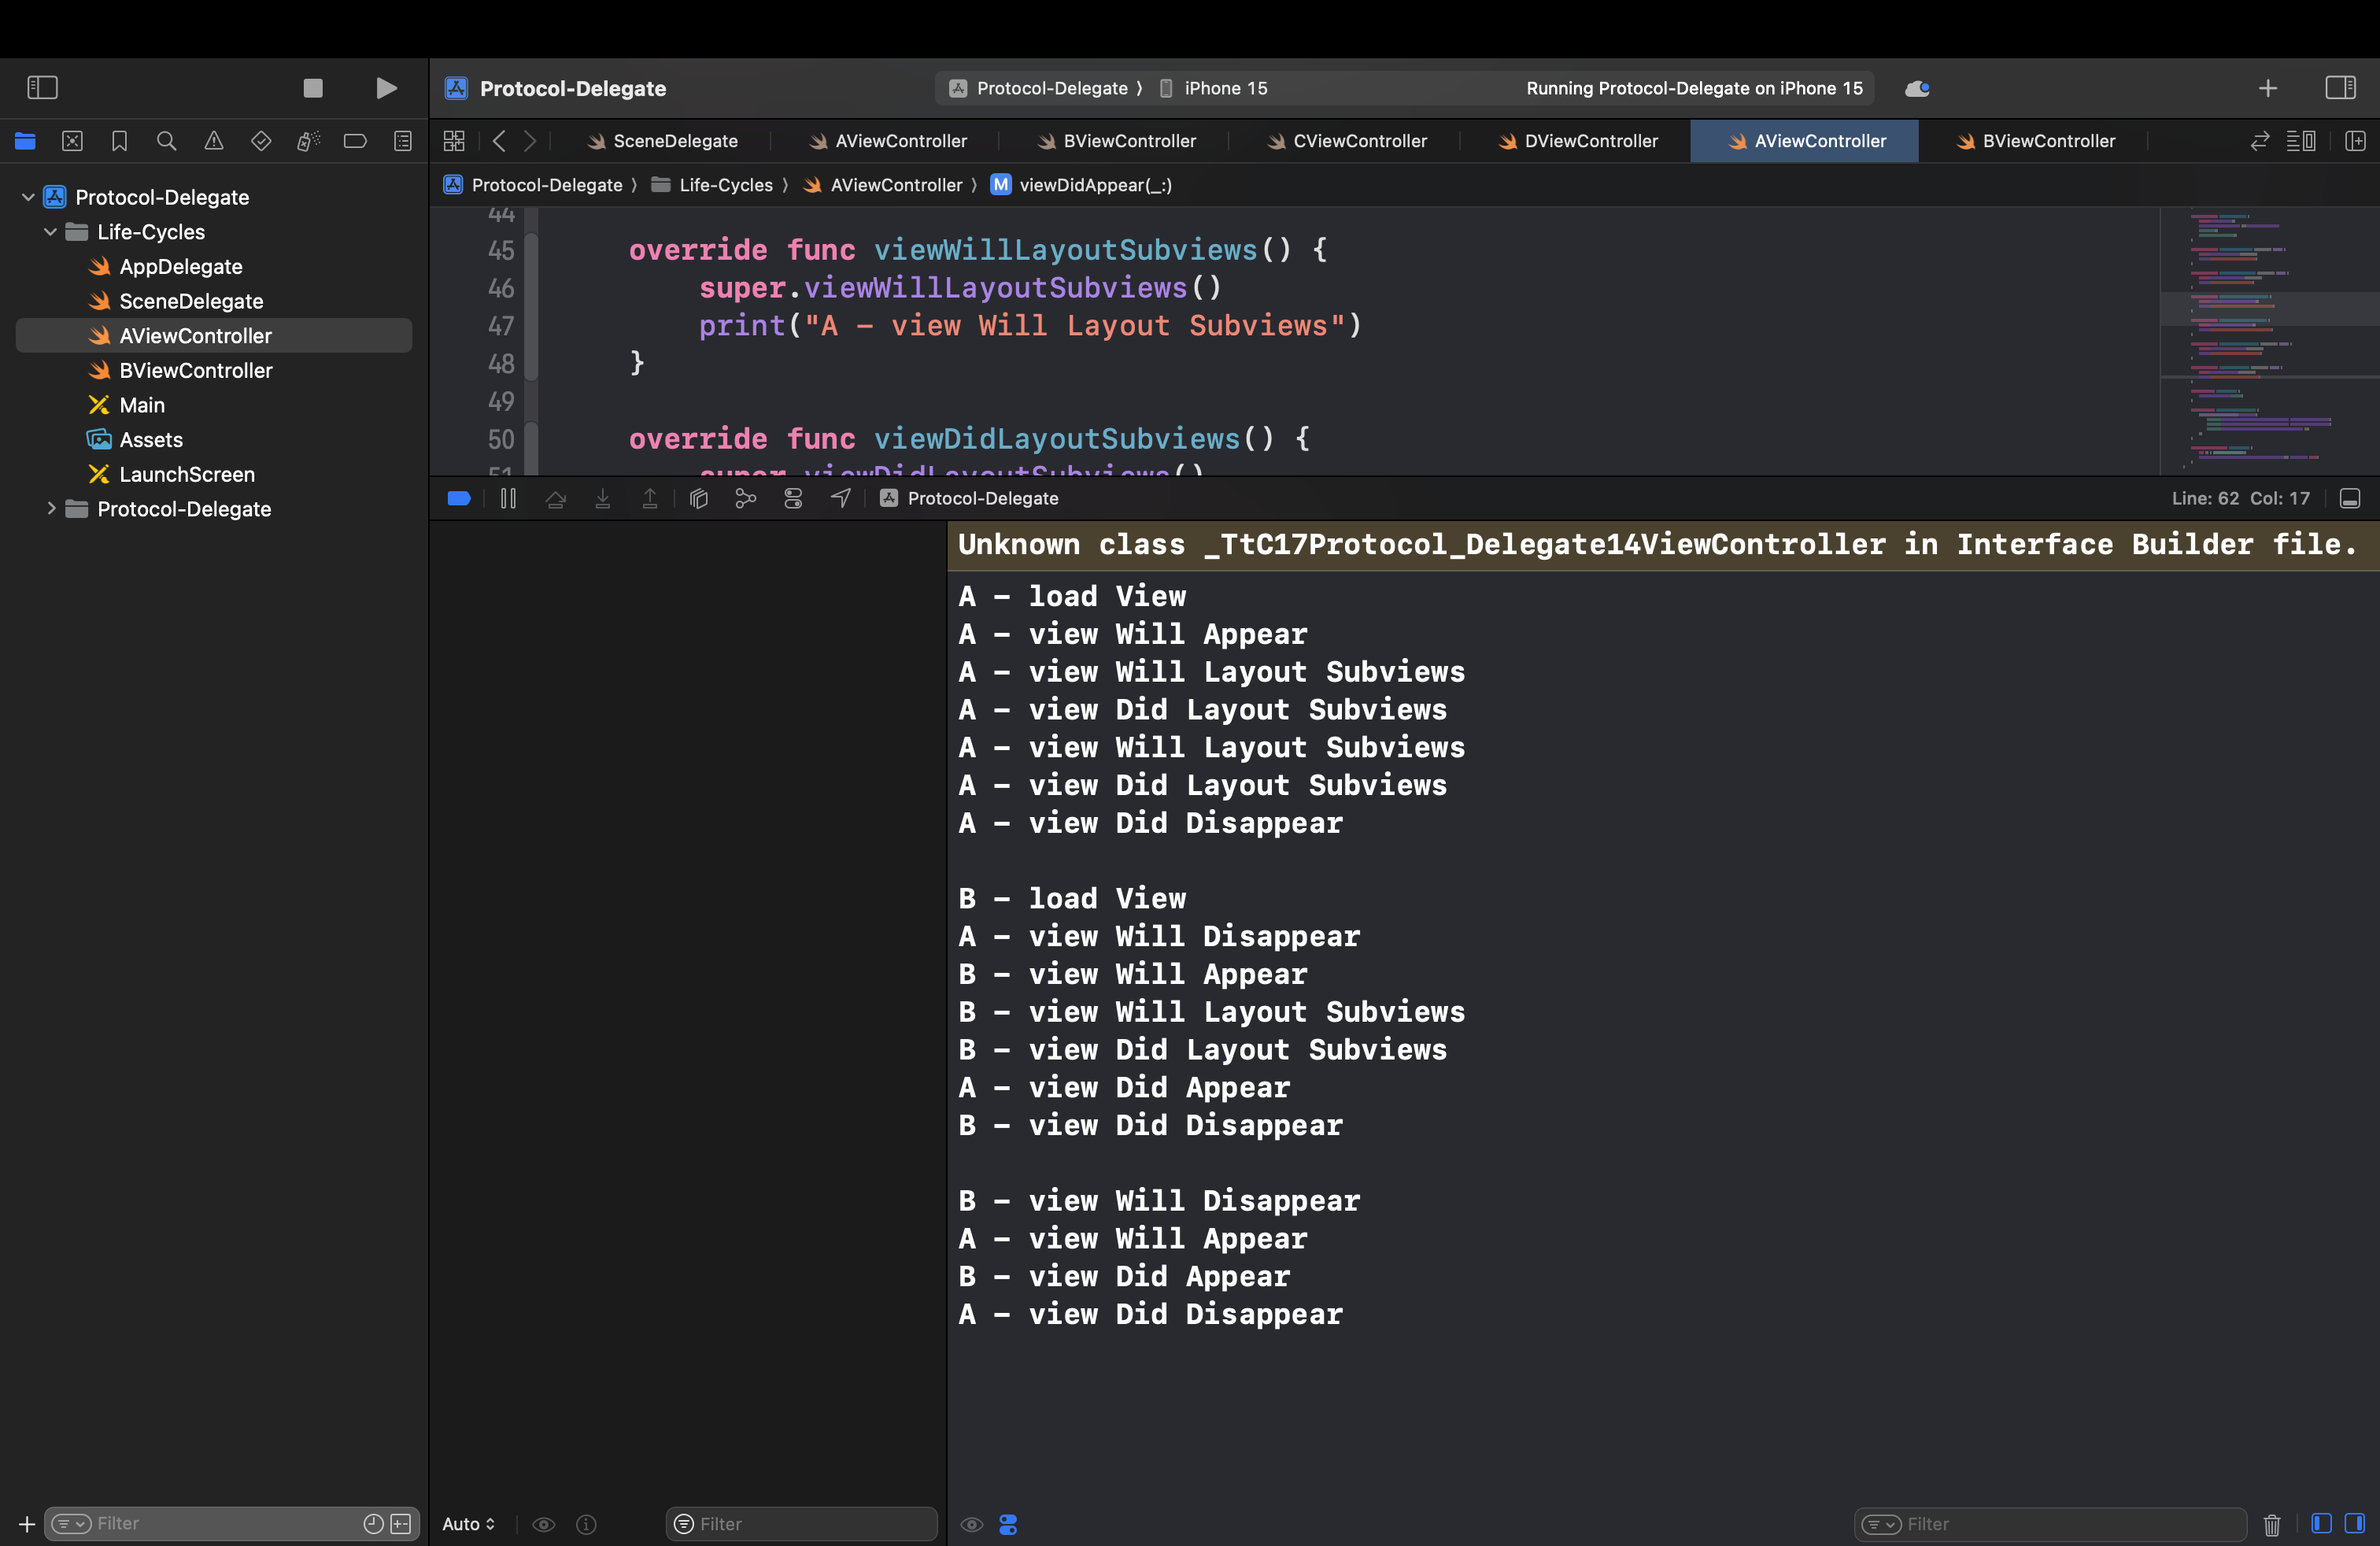 Protocol-Delegate
Protocol-Delegate 〉 iPhone 15
Running Protocol-Delegate on iPhone 15
SceneDelegate
AViewController
BViewController
CViewController
DViewController
AViewController
BViewController
Protocol-Delegate 〉 Life-Cycles 〉 AViewController 〉 M viewDidAppear(_:)
Protocol-Delegate
Life-Cycles
AppDelegate
SceneDelegate
AViewController
BViewController
Main
Assets
LaunchScreen
Protocol-Delegate
44
45 override func viewWillLayoutSubviews() {
46 super.viewWillLayoutSubviews()
47 print("A – view Will Layout Subviews")
48 }
49
50 override func viewDidLayoutSubviews() {
51 super.viewDidLayoutSubviews()
Protocol-Delegate
Line: 62 Col: 17
Unknown class _TtC17Protocol_Delegate14ViewController in Interface Builder file.
A – load View
A – view Will Appear
A – view Will Layout Subviews
A – view Did Layout Subviews
A – view Will Layout Subviews
A – view Did Layout Subviews
A – view Did Disappear
B – load View
A – view Will Disappear
B – view Will Appear
B – view Will Layout Subviews
B – view Did Layout Subviews
A – view Did Appear
B – view Did Disappear
B – view Will Disappear
A – view Will Appear
B – view Did Appear
A – view Did Disappear
Filter
Auto
Filter
Filter